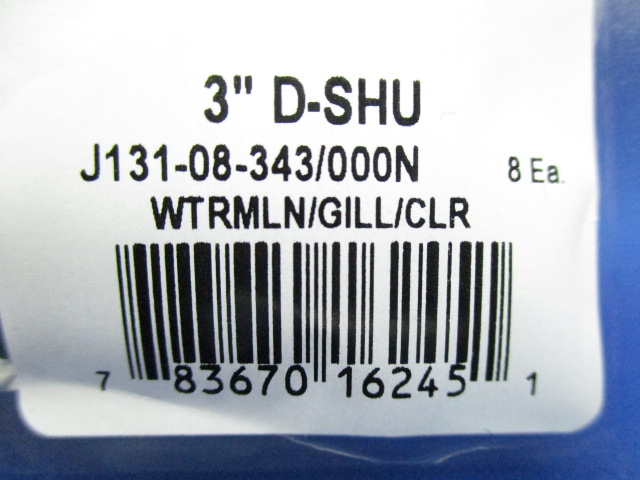 3" D-SHU
J131-08-343/000N 8 Ea.
WTRMLN/GILL/CLR
7 83670 16245 1